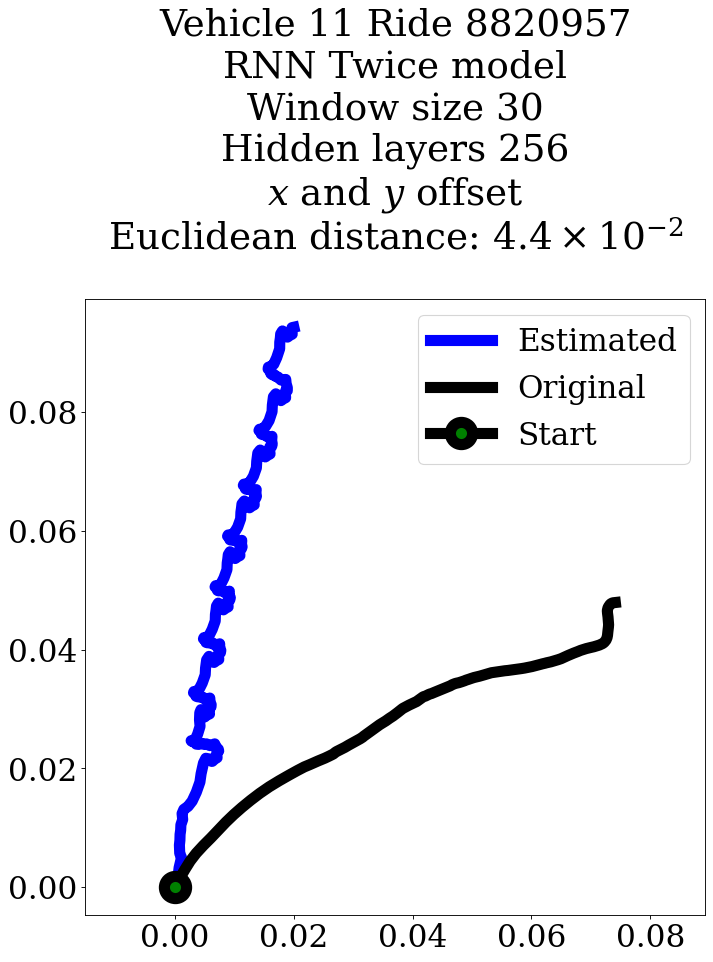 Vehicle 11 Ride 8820957
RNN Twice model
Window size 30
Hidden layers 256
x and y offset
Euclidean distance: 4.4 × 10⁻²
Estimated
Original
Start
0.08
0.06
0.04
0.02
0.00
0.00 0.02 0.04 0.06 0.08